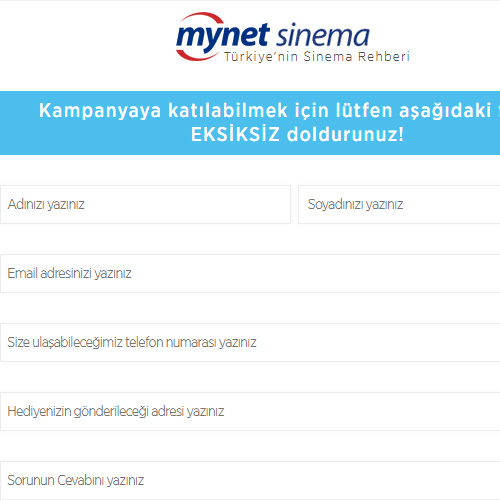 mynet sinema
Türkiye'nin Sinema Rehberi
Kampanyaya katılabilmek için lütfen aşağıdaki
EKSİKSİZ doldurunuz!
Adınızı yazınız
Soyadınızı yazınız
Email adresinizi yazınız
Size ulaşabileceğimiz telefon numarası yazınız
Hediyenizin gönderileceği adresi yazınız
Sorunun Cevabını yazınız